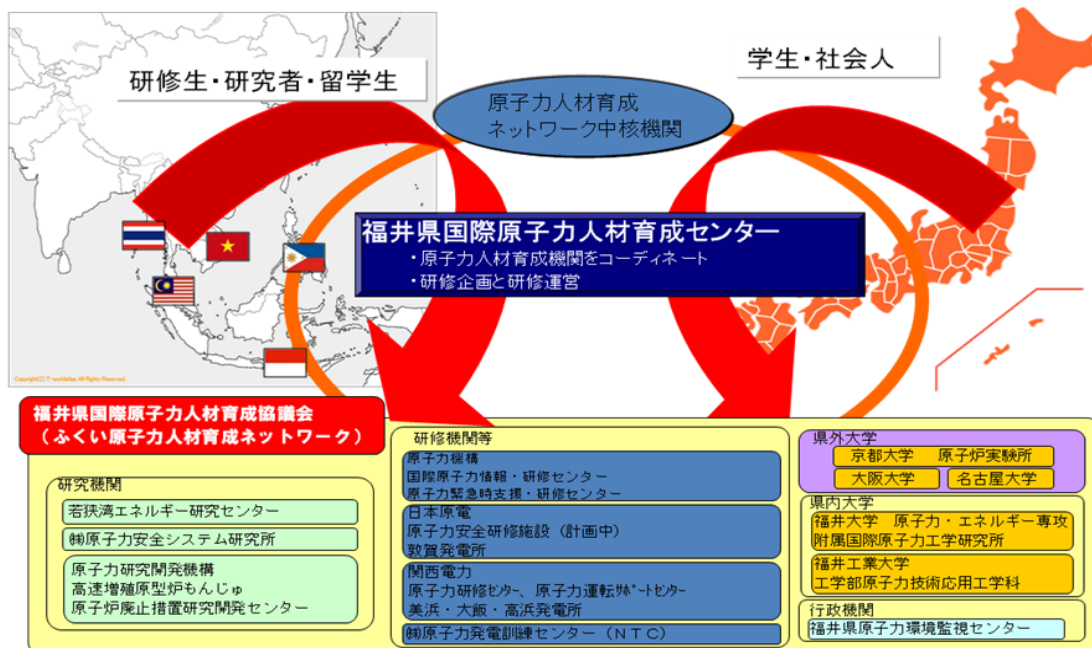 研修生・研究者・留学生
学生・社会人
原子力人材育成
ネットワーク中核機関
福井県国際原子力人材育成センター
・原子力人材育成機関をコーディネート
・研修企画と研修運営
福井県国際原子力人材育成協議会
（ふくい原子力人材育成ネットワーク）
研究機関
若狭湾エネルギー研究センター
㈱原子力安全システム研究所
原子力研究開発機構
高速増殖原型炉もんじゅ
原子炉廃止措置研究開発センター
研修機関等
原子力機構
国際原子力情報・研修センター
原子力緊急時支援・研修センター
日本原電
原子力安全研修施設（計画中）
敦賀発電所
関西電力
原子力研修ｾﾝﾀｰ、原子力運転ｻﾎﾟｰﾄｾﾝﾀｰ
美浜・大飯・高浜発電所
㈱原子力発電訓練センター（ＮＴＣ）
県外大学
京都大学　原子炉実験所
大阪大学
名古屋大学
県内大学
福井大学　原子力・エネルギー専攻
附属国際原子力工学研究所
福井工業大学
工学部原子力技術応用工学科
行政機関
福井県原子力環境監視センター